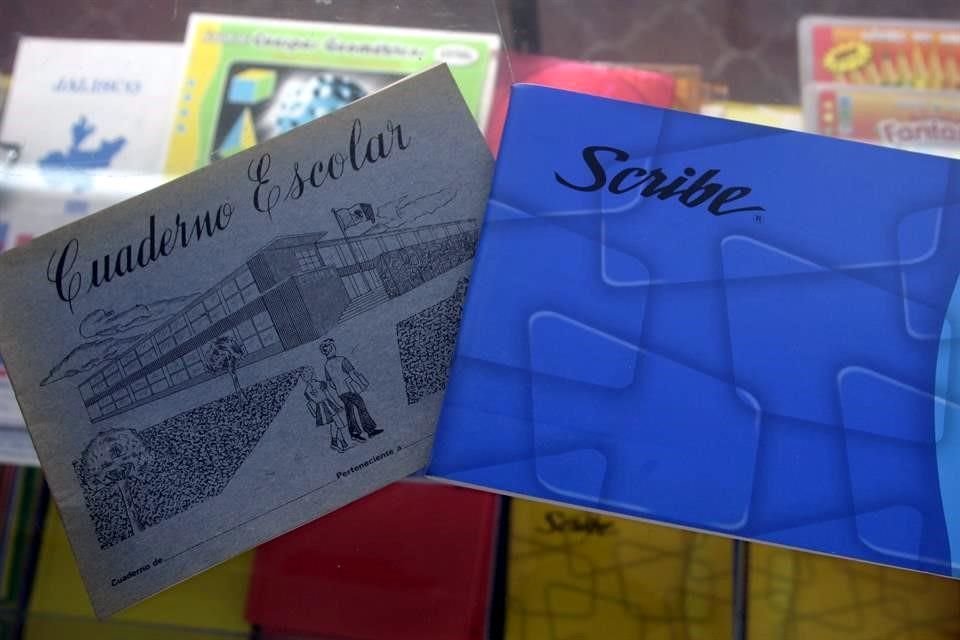 JALISCO
Cuaderno Escolar
Perteneciente a
Cuaderno de
Scribe®
Scribe